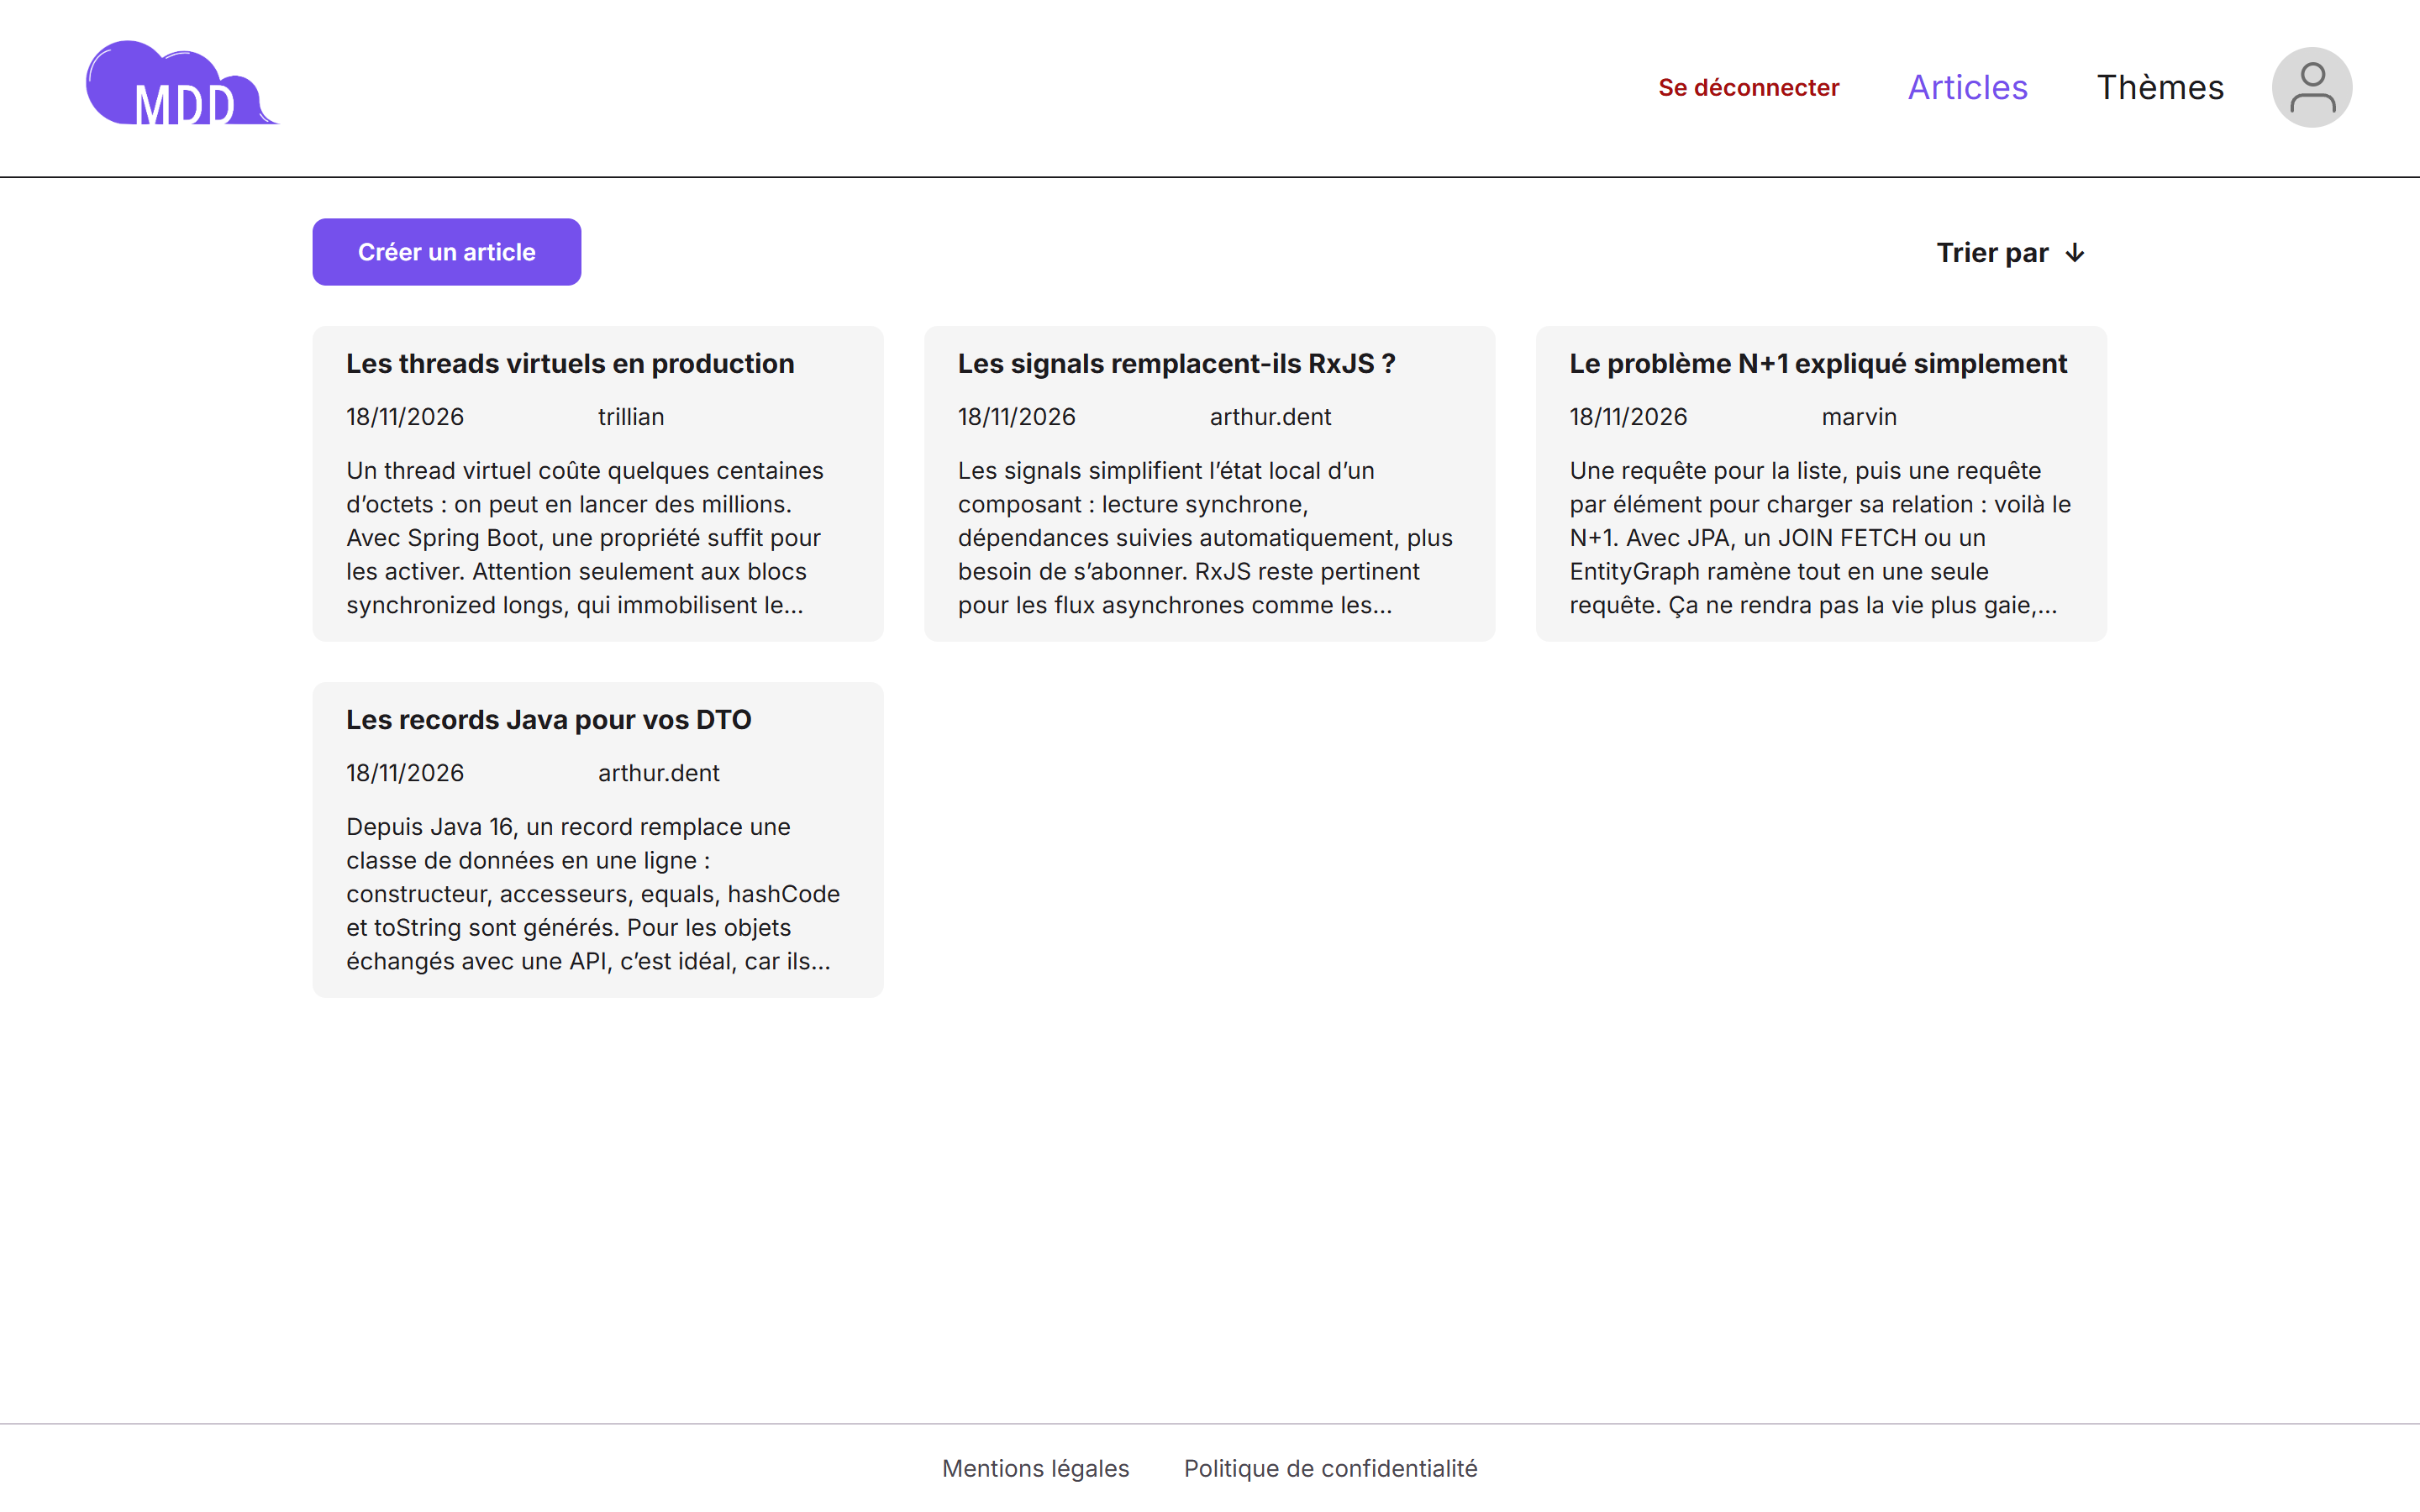 MDD
Se déconnecter
Articles
Thèmes
Créer un article
Trier par ↓
Les threads virtuels en production
18/11/2026 trillian
Un thread virtuel coûte quelques centaines
d’octets : on peut en lancer des millions.
Avec Spring Boot, une propriété suffit pour
les activer. Attention seulement aux blocs
synchronized longs, qui immobilisent le...
Les signals remplacent-ils RxJS ?
18/11/2026 arthur.dent
Les signals simplifient l’état local d’un
composant : lecture synchrone,
dépendances suivies automatiquement, plus
besoin de s’abonner. RxJS reste pertinent
pour les flux asynchrones comme les...
Le problème N+1 expliqué simplement
18/11/2026 marvin
Une requête pour la liste, puis une requête
par élément pour charger sa relation : voilà le
N+1. Avec JPA, un JOIN FETCH ou un
EntityGraph ramène tout en une seule
requête. Ça ne rendra pas la vie plus gaie,...
Les records Java pour vos DTO
18/11/2026 arthur.dent
Depuis Java 16, un record remplace une
classe de données en une ligne :
constructeur, accesseurs, equals, hashCode
et toString sont générés. Pour les objets
échangés avec une API, c’est idéal, car ils...
Mentions légales
Politique de confidentialité